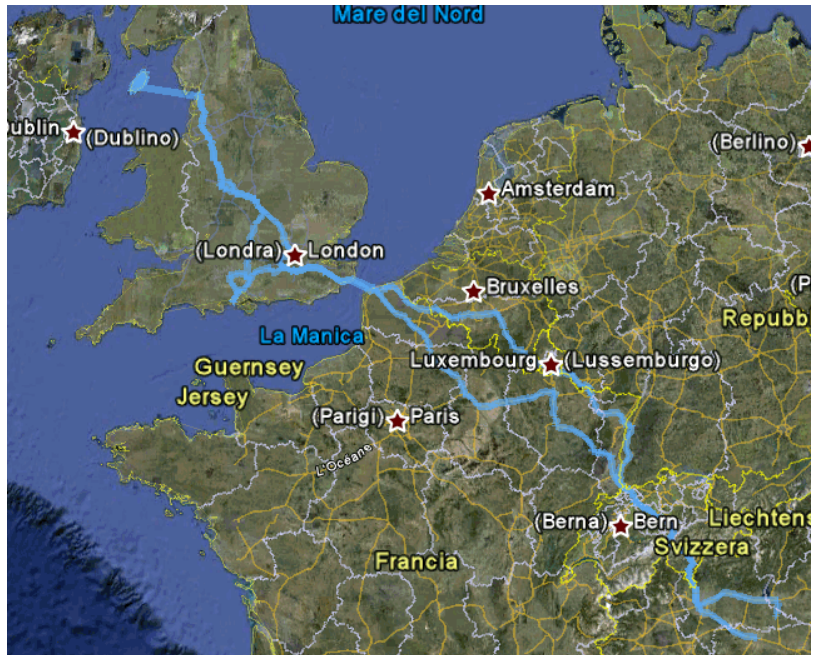 Mare del Nord
ublin (Dublino)
(Berlino)
Amsterdam
(Londra) London
Bruxelles
(P
Repubb
La Manica
Guernsey
Luxembourg (Lussemburgo)
Jersey
(Parigi) Paris
L'Océane
(Berna) Bern
Liechtens
Svizzera
Francia